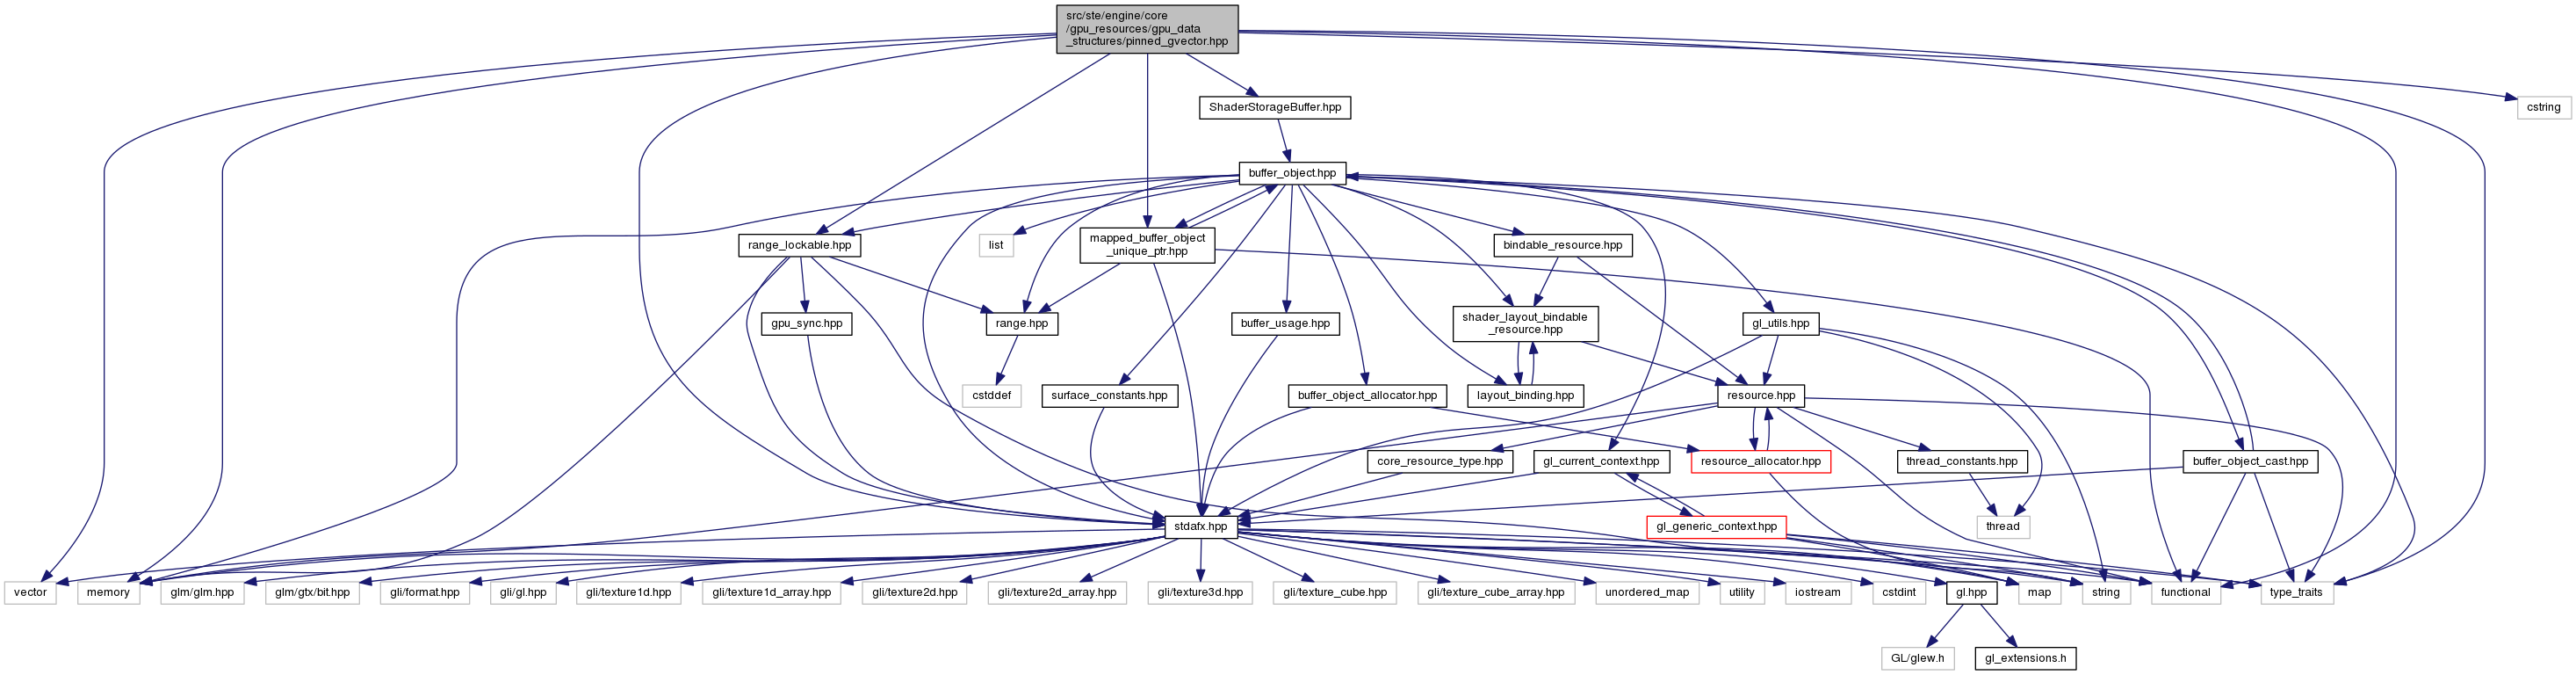 src/ste/engine/core
/gpu_resources/gpu_data
_structures/pinned_gvector.hpp
ShaderStorageBuffer.hpp
cstring
buffer_object.hpp
range_lockable.hpp
list
mapped_buffer_object
_unique_ptr.hpp
bindable_resource.hpp
gpu_sync.hpp
range.hpp
buffer_usage.hpp
shader_layout_bindable
_resource.hpp
gl_utils.hpp
cstddef
surface_constants.hpp
buffer_object_allocator.hpp
layout_binding.hpp
resource.hpp
core_resource_type.hpp
gl_current_context.hpp
resource_allocator.hpp
thread_constants.hpp
buffer_object_cast.hpp
stdafx.hpp
gl_generic_context.hpp
thread
vector
memory
glm/glm.hpp
glm/gtx/bit.hpp
gli/format.hpp
gli/gl.hpp
gli/texture1d.hpp
gli/texture1d_array.hpp
gli/texture2d.hpp
gli/texture2d_array.hpp
gli/texture3d.hpp
gli/texture_cube.hpp
gli/texture_cube_array.hpp
unordered_map
utility
iostream
cstdint
gl.hpp
map
string
functional
type_traits
GL/glew.h
gl_extensions.h